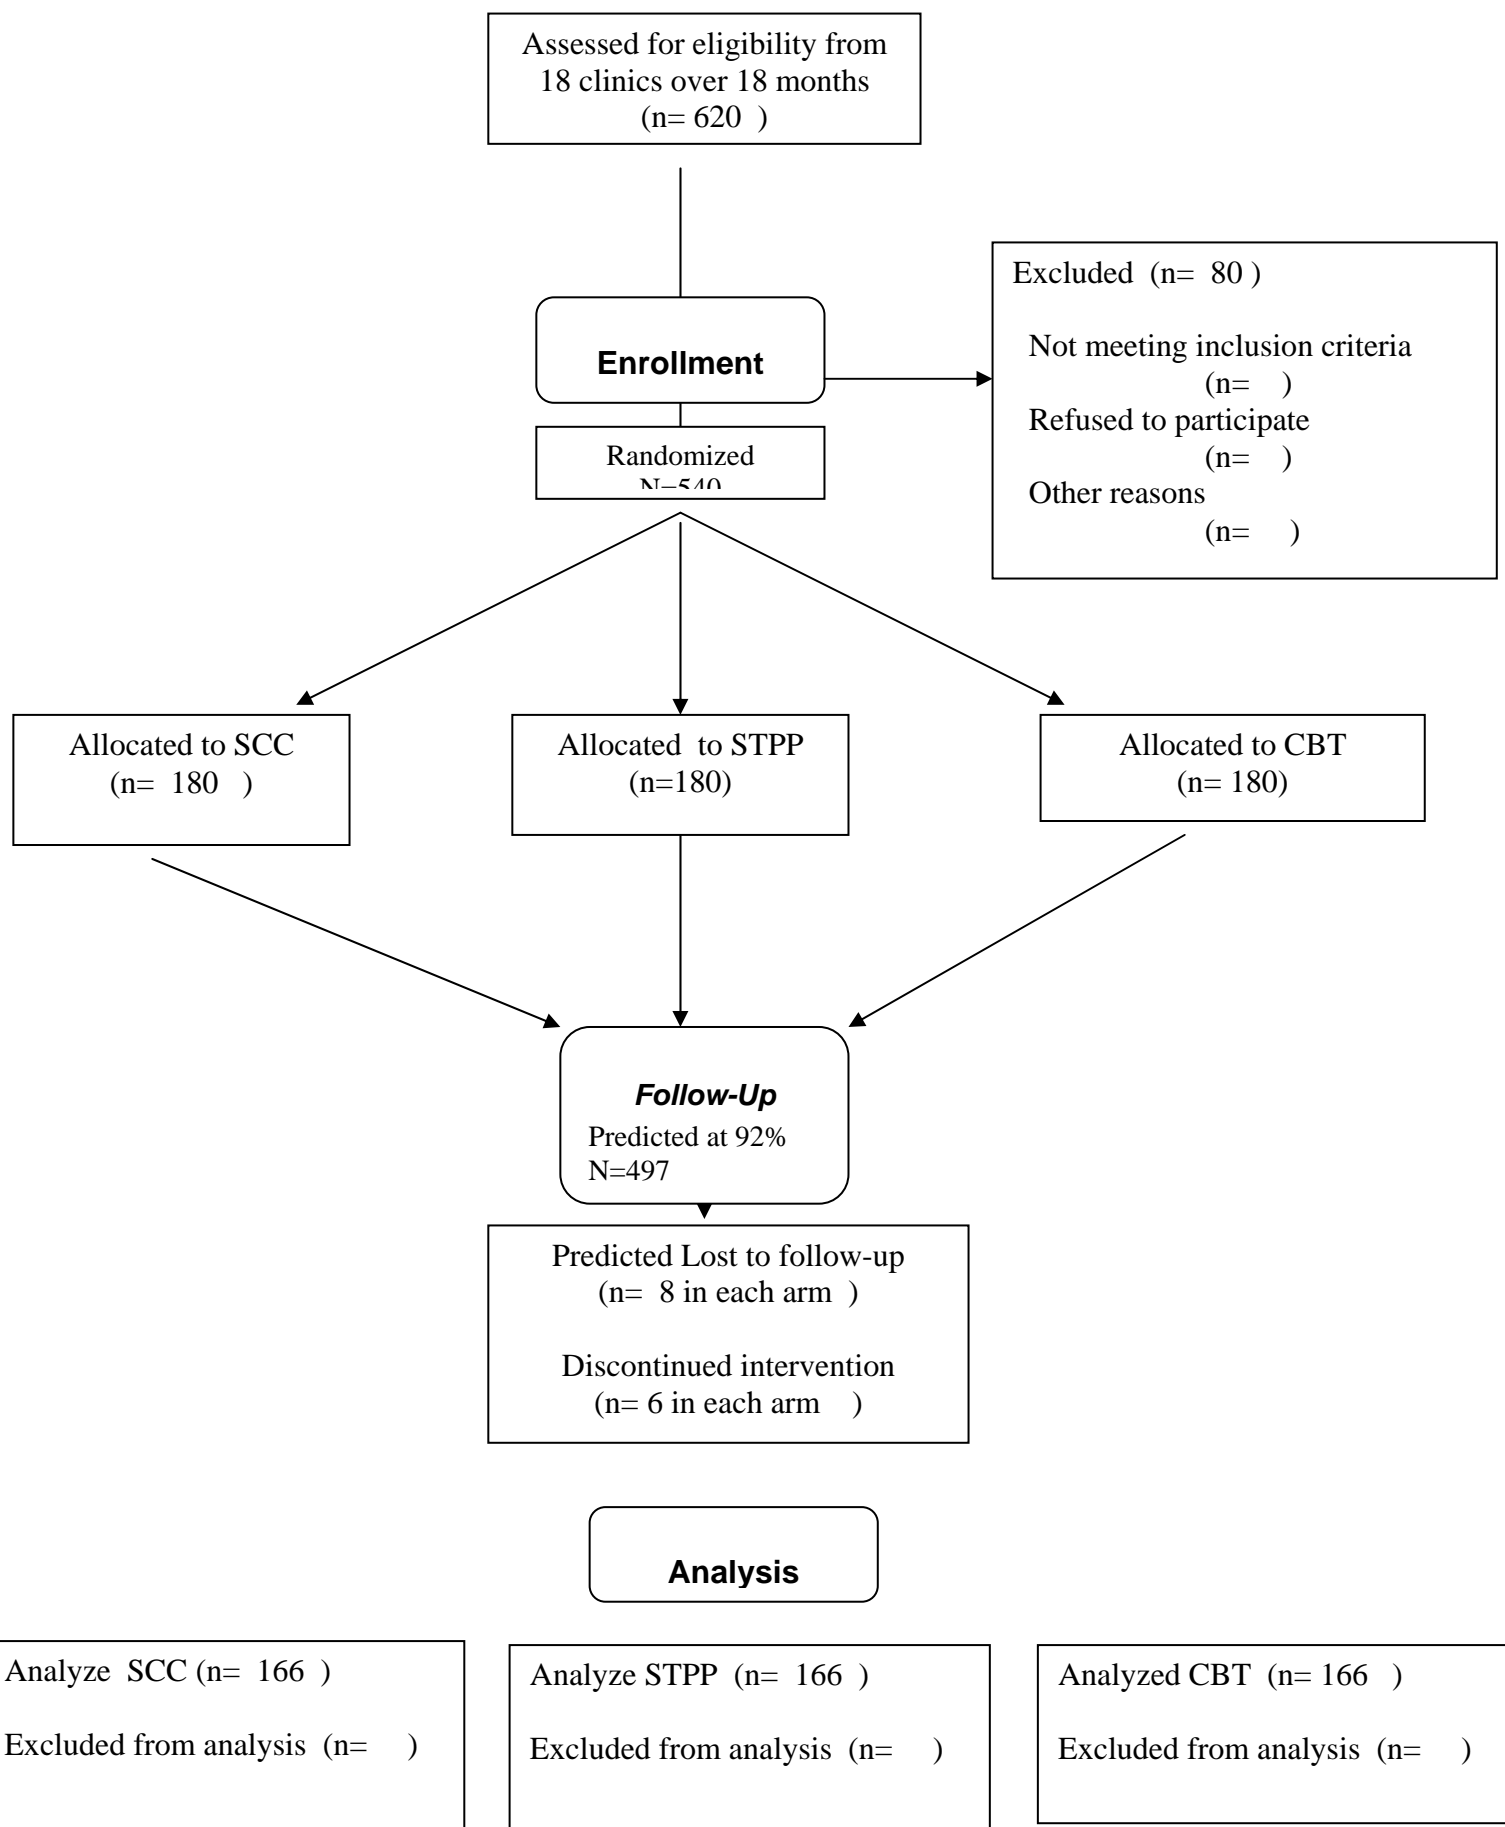 Assessed for eligibility from
18 clinics over 18 months
(n= 620 )
Excluded (n= 80 )
Enrollment
Not meeting inclusion criteria
(n= )
Refused to participate
(n= )
Other reasons
(n= )
Randomized
N=540
Allocated to SCC
(n= 180 )
Allocated to STPP
(n=180)
Allocated to CBT
(n= 180)
Follow-Up
Predicted at 92%
N=497
Predicted Lost to follow-up
(n= 8 in each arm )
Discontinued intervention
(n= 6 in each arm )
Analysis
Analyze SCC (n= 166 )
Excluded from analysis (n= )
Analyze STPP (n= 166 )
Excluded from analysis (n= )
Analyzed CBT (n= 166 )
Excluded from analysis (n= )